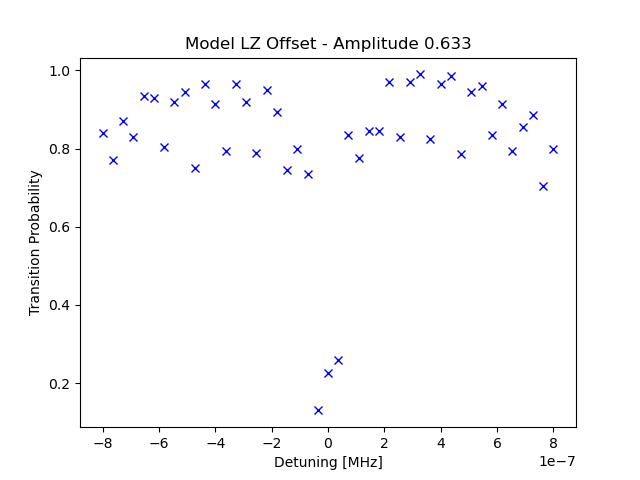 Model LZ Offset - Amplitude 0.633
1.0
0.8
0.6
0.4
0.2
Transition Probability
−8 −6 −4 −2 0 2 4 6 8
1e−7
Detuning [MHz]